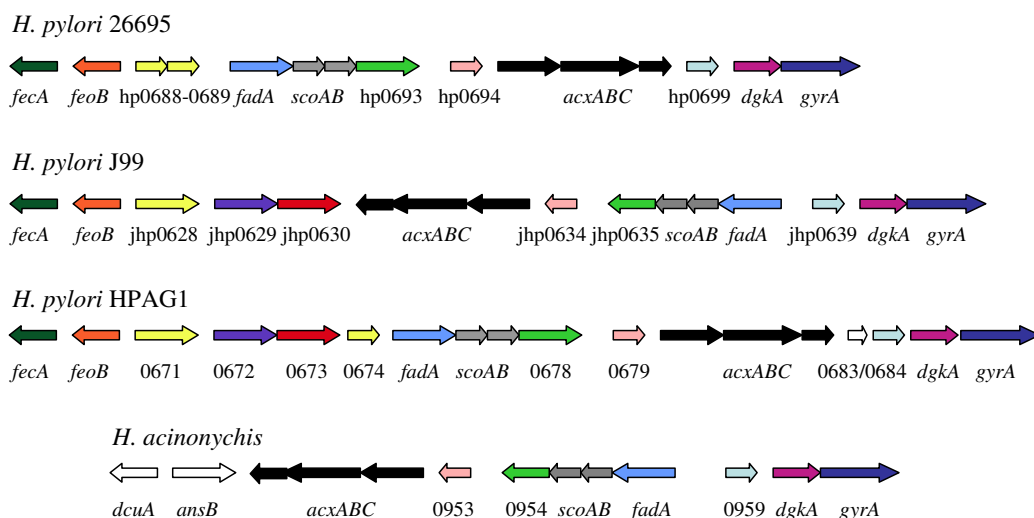 H. pylori 26695
fecA feoB hp0688-0689 fadA scoAB hp0693 hp0694 acxABC hp0699 dgkA gyrA
H. pylori J99
fecA feoB jhp0628 jhp0629 jhp0630 acxABC jhp0634 jhp0635 scoAB fadA jhp0639 dgkA gyrA
H. pylori HPAG1
fecA feoB 0671 0672 0673 0674 fadA scoAB 0678 0679 acxABC 0683/0684 dgkA gyrA
H. acinonychis
dcuA ansB acxABC 0953 0954 scoAB fadA 0959 dgkA gyrA